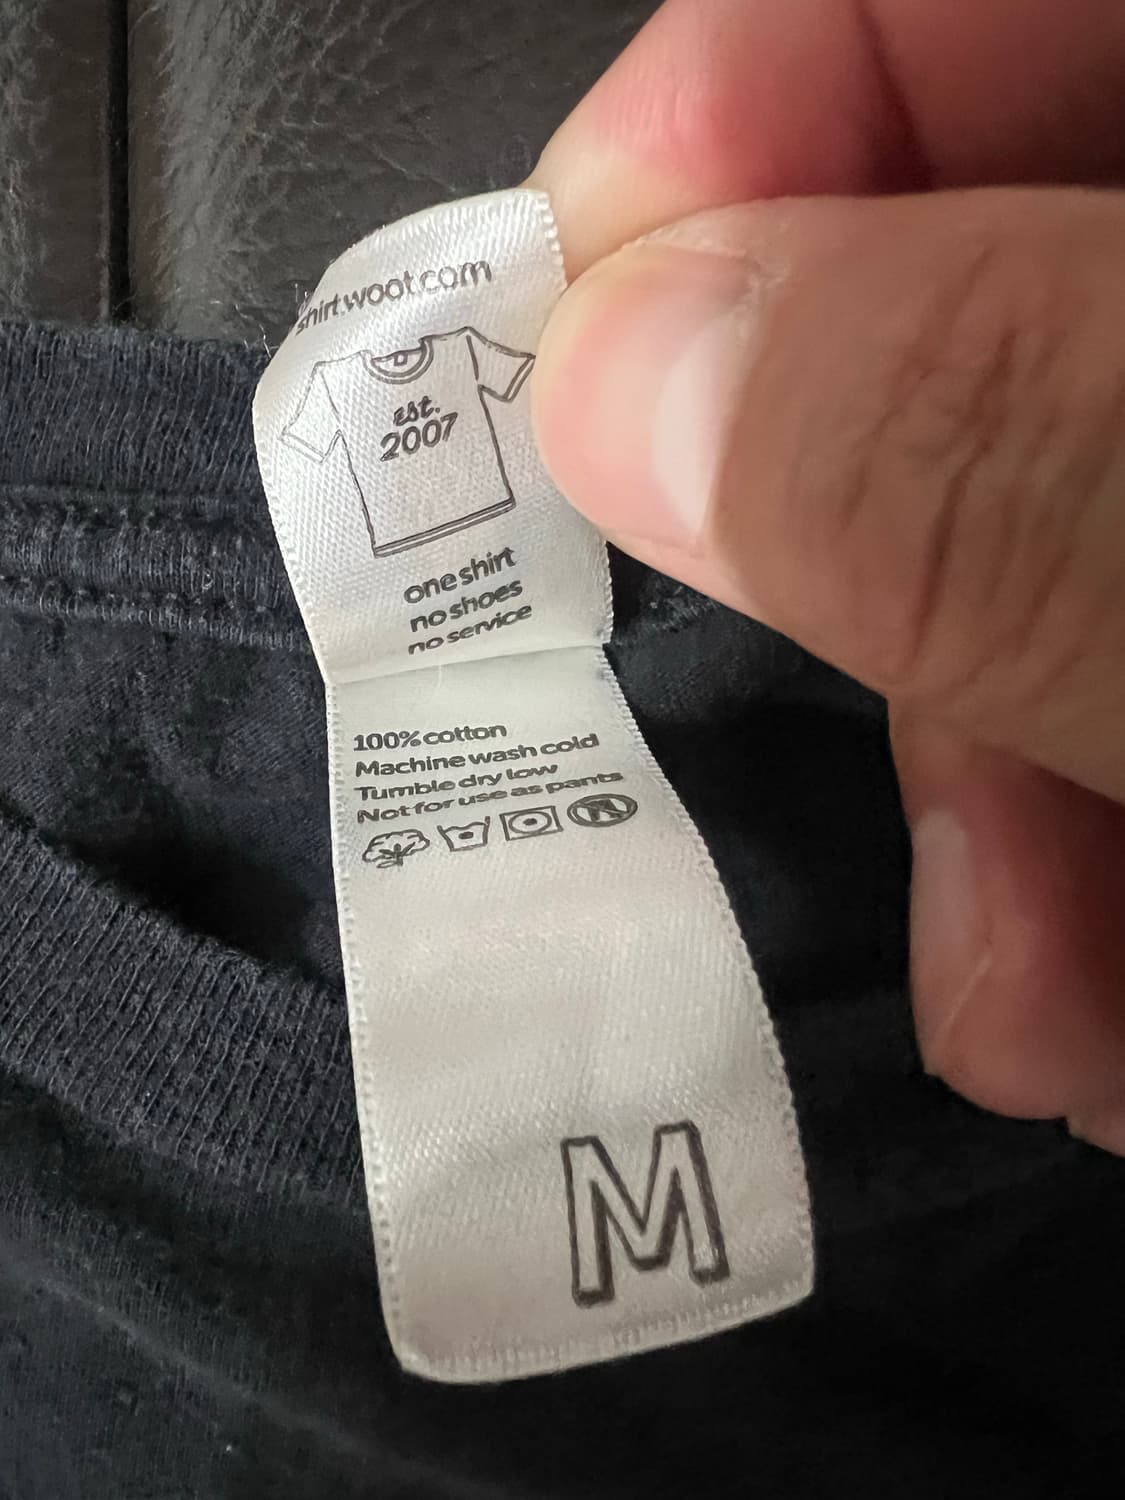 shirt.woot.com
est.
2007
one shirt
no shoes
no service
100% cotton
Machine wash cold
Tumble dry low
Not for use as pants
M